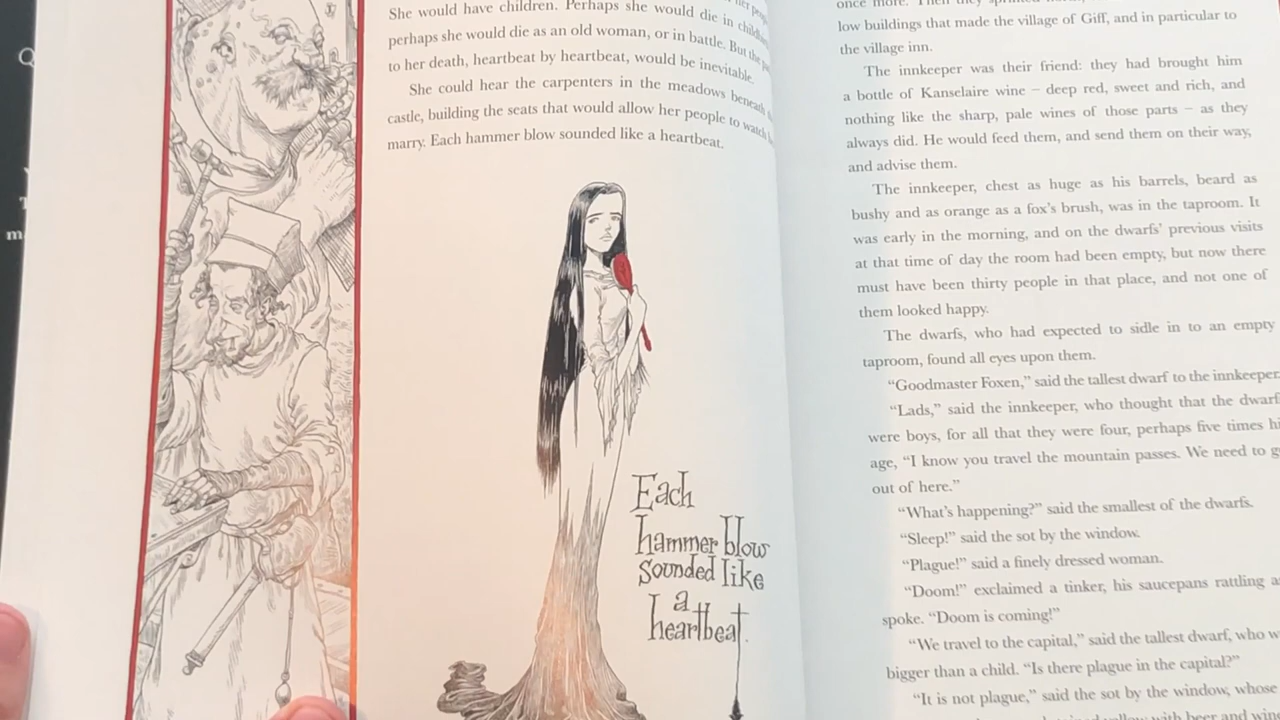 She would have children. Perhaps she would die in
perhaps she would die as an old woman, or in battle. But the
to her death, heartbeat by heartbeat, would be inevitable.
She could hear the carpenters in the meadows beneath
castle, building the seats that would allow her people to watch
marry. Each hammer blow sounded like a heartbeat.
Each
hammer blow
sounded like
a
heartbeat.
low buildings that made the village of Giff, and in particular to
the village inn.
The innkeeper was their friend: they had brought him
a bottle of Kanselaire wine – deep red, sweet and rich, and
nothing like the sharp, pale wines of those parts – as they
always did. He would feed them, and send them on their way,
and advise them.
The innkeeper, chest as huge as his barrels, beard as
bushy and as orange as a fox’s brush, was in the taproom. It
was early in the morning, and on the dwarfs’ previous visits
at that time of day the room had been empty, but now there
must have been thirty people in that place, and not one of
them looked happy.
The dwarfs, who had expected to sidle in to an empty
taproom, found all eyes upon them.
“Goodmaster Foxen,” said the tallest dwarf to the innkeeper.
“Lads,” said the innkeeper, who thought that the
were boys, for all that they were four, perhaps five times
age, “I know you travel the mountain passes. We need to
out of here.”
“What’s happening?” said the smallest of the dwarfs.
“Sleep!” said the sot by the window.
“Plague!” said a finely dressed woman.
“Doom!” exclaimed a tinker, his saucepans rattling
spoke. “Doom is coming!”
“We travel to the capital,” said the tallest dwarf, who
bigger than a child. “Is there plague in the capital?”
“It is not plague,” said the sot by the window, whose
yellow with beer and